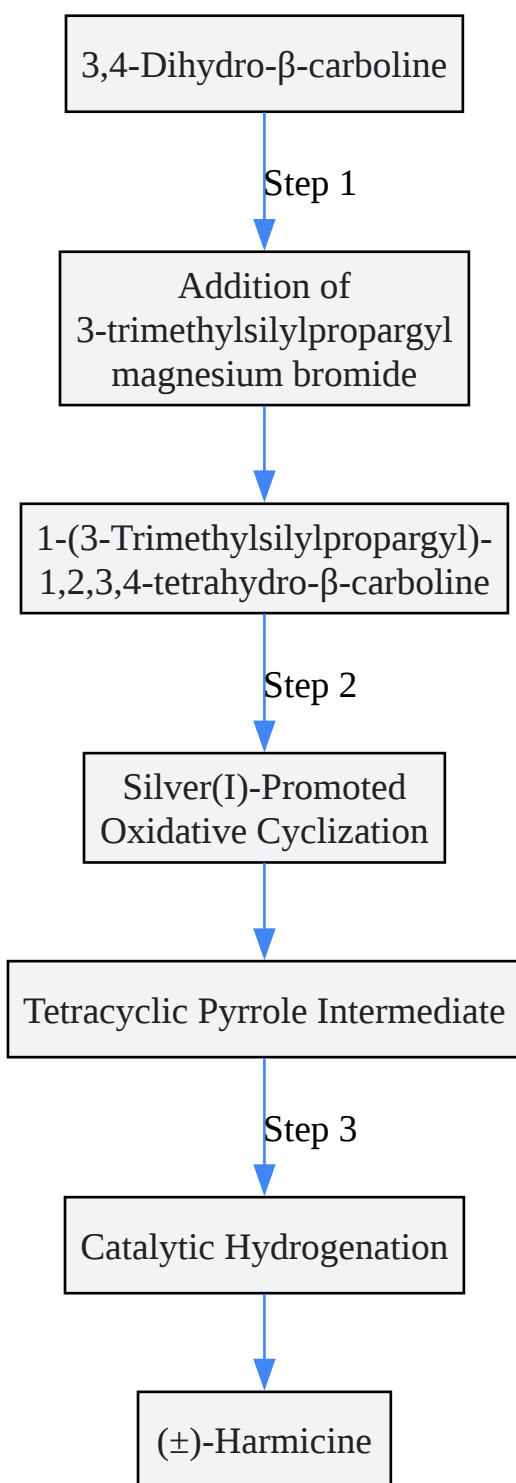 3,4-Dihydro-β-carboline
Step 1
Addition of
3-trimethylsilylpropargyl
magnesium bromide
1-(3-Trimethylsilylpropargyl)-
1,2,3,4-tetrahydro-β-carboline
Step 2
Silver(I)-Promoted
Oxidative Cyclization
Tetracyclic Pyrrole Intermediate
Step 3
Catalytic Hydrogenation
(±)-Harmicine